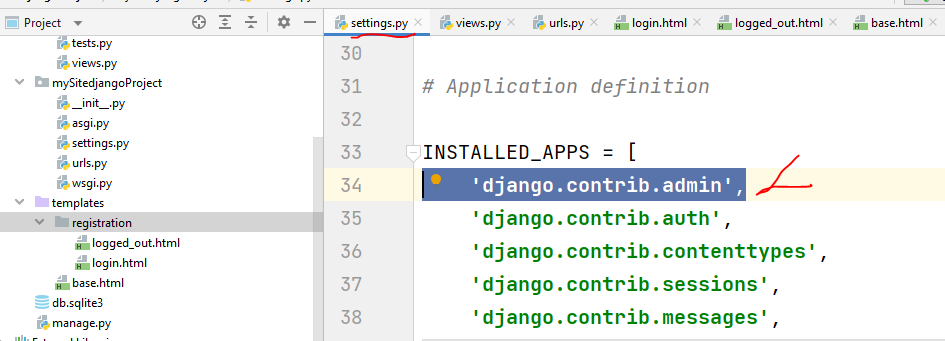 Project
settings.py
views.py
urls.py
login.html
logged_out.html
base.html
tests.py
views.py
mySitedjangoProject
__init__.py
asgi.py
settings.py
urls.py
wsgi.py
templates
registration
logged_out.html
login.html
base.html
db.sqlite3
manage.py
30
31 # Application definition
32
33 INSTALLED_APPS = [
34 'django.contrib.admin',
35 'django.contrib.auth',
36 'django.contrib.contenttypes',
37 'django.contrib.sessions',
38 'django.contrib.messages',